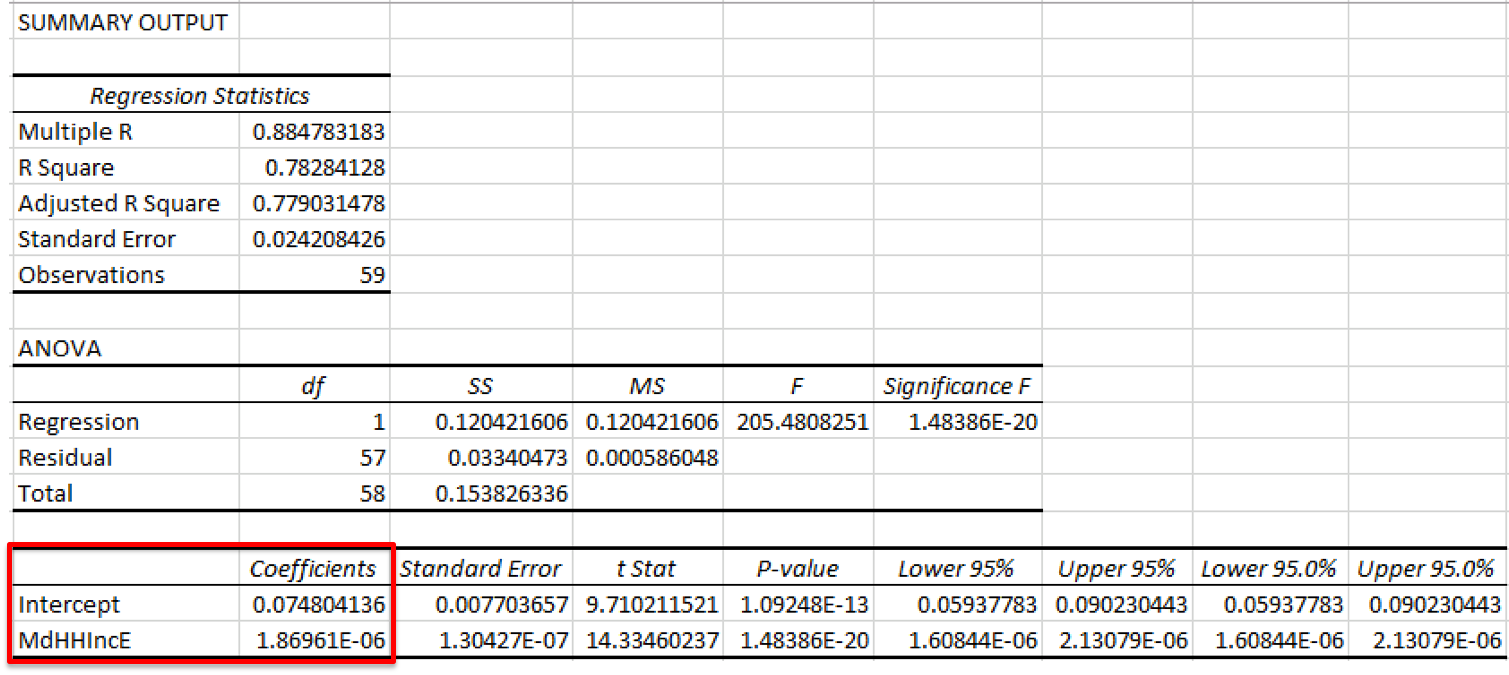 SUMMARY OUTPUT
Regression Statistics
Multiple R 0.884783183
R Square 0.78284128
Adjusted R Square 0.779031478
Standard Error 0.024208426
Observations 59
ANOVA
df SS MS F Significance F
Regression 1 0.120421606 0.120421606 205.4808251 1.48386E-20
Residual 57 0.03340473 0.000586048
Total 58 0.153826336
Coefficients Standard Error t Stat P-value Lower 95% Upper 95% Lower 95.0% Upper 95.0%
Intercept 0.074804136 0.007703657 9.710211521 1.09248E-13 0.05937783 0.090230443 0.05937783 0.090230443
MdHHIncE 1.86961E-06 1.30427E-07 14.33460237 1.48386E-20 1.60844E-06 2.13079E-06 1.60844E-06 2.13079E-06